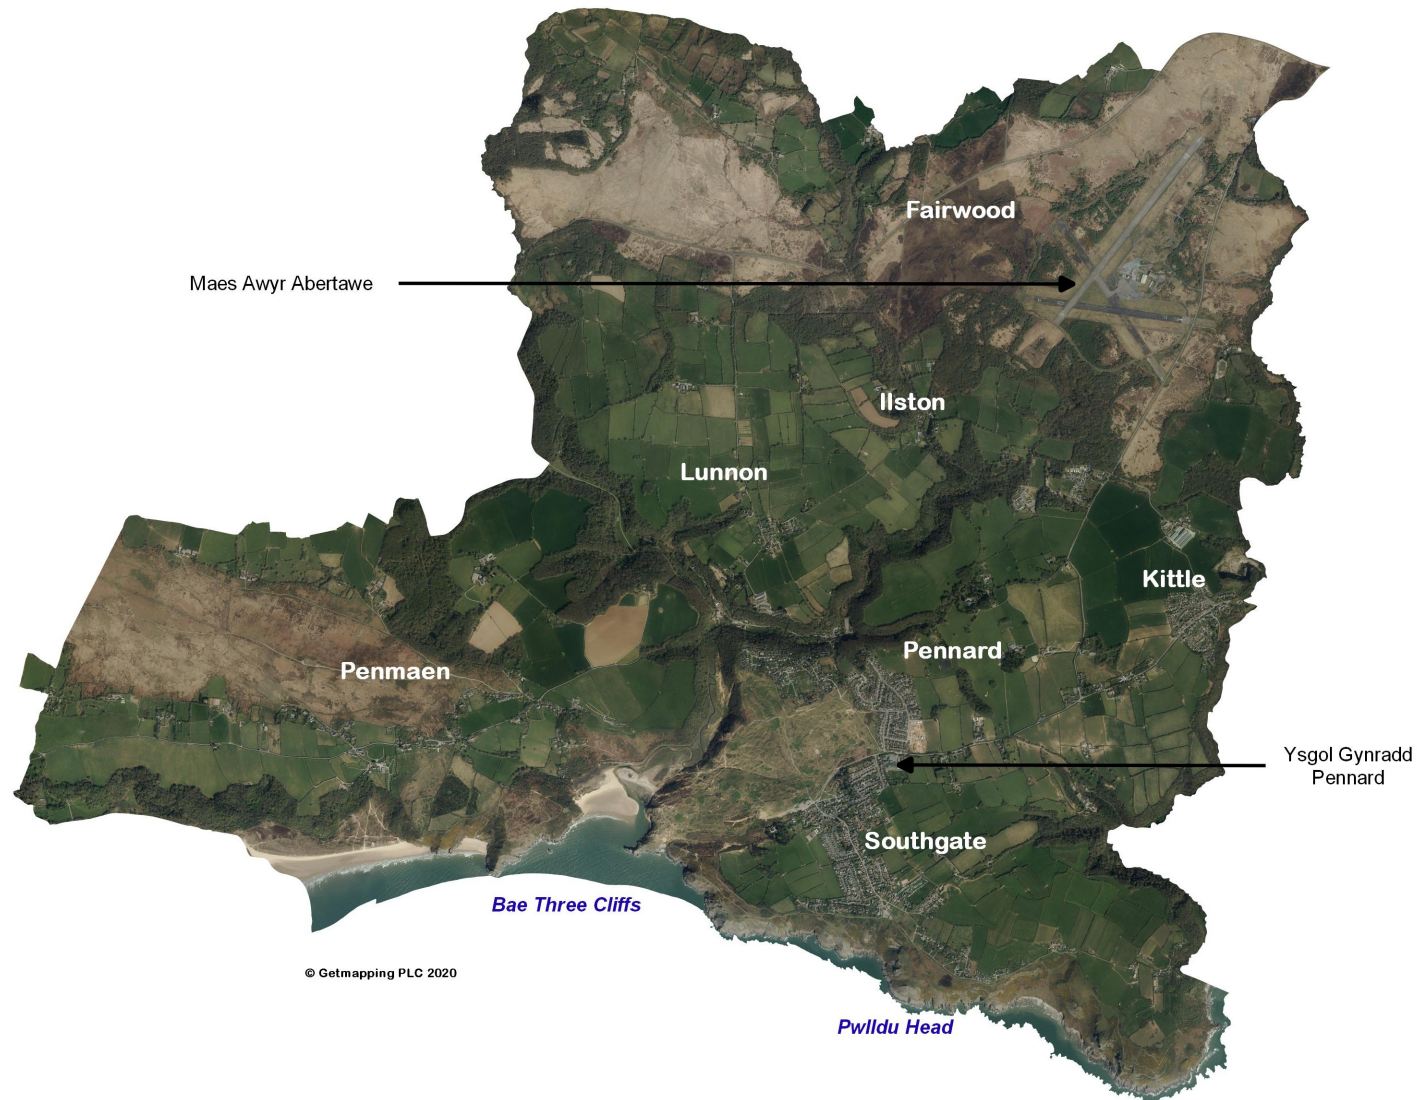 Fairwood
Maes Awyr Abertawe
Ilston
Lunnon
Kittle
Pennard
Penmaen
Ysgol Gynradd
Pennard
Southgate
Bae Three Cliffs
© Getmapping PLC 2020
Pwlldu Head